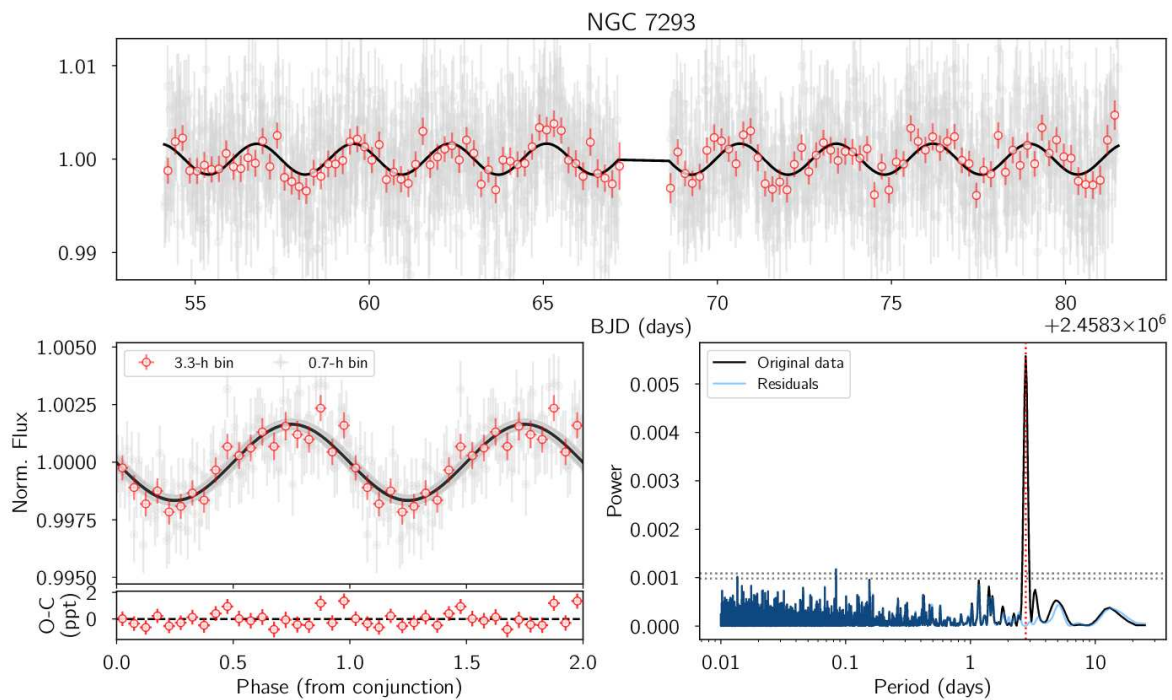 NGC 7293
1.01
1.00
0.99
55 60 65 70 75 80
BJD (days)
+2.4583×10⁶
1.0050
1.0025
1.0000
0.9975
0.9950
Norm. Flux
3.3-h bin 0.7-h bin
2
0
O-C
(ppt)
0.0 0.5 1.0 1.5 2.0
Phase (from conjunction)
Original data
Residuals
0.005
0.004
0.003
0.002
0.001
0.000
Power
0.01 0.1 1 10
Period (days)